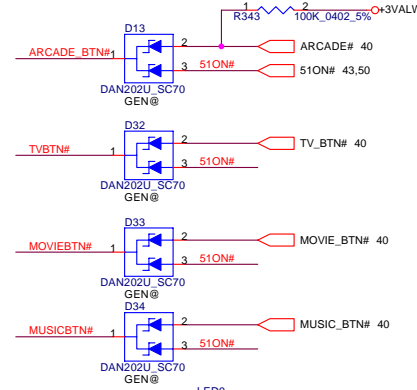 1 2 +3VALW
R343 100K_0402_5%
D13
ARCADE_BTN# 1 2 ARCADE# 40
3 51ON# 51ON# 43,50
DAN202U_SC70
GEN@
D32
TVBTN# 1 2 TV_BTN# 40
3 51ON#
DAN202U_SC70
GEN@
D33
MOVIEBTN# 1 2 MOVIE_BTN# 40
3 51ON#
DAN202U_SC70
GEN@
D34
MUSICBTN# 1 2 MUSIC_BTN# 40
3 51ON#
DAN202U_SC70
GEN@